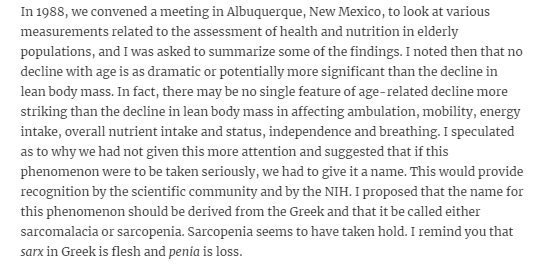 In 1988, we convened a meeting in Albuquerque, New Mexico, to look at various
measurements related to the assessment of health and nutrition in elderly
populations, and I was asked to summarize some of the findings. I noted then that no
decline with age is as dramatic or potentially more significant than the decline in
lean body mass. In fact, there may be no single feature of age-related decline more
striking than the decline in lean body mass in affecting ambulation, mobility, energy
intake, overall nutrient intake and status, independence and breathing. I speculated
as to why we had not given this more attention and suggested that if this
phenomenon were to be taken seriously, we had to give it a name. This would provide
recognition by the scientific community and by the NIH. I proposed that the name for
this phenomenon should be derived from the Greek and that it be called either
sarcomalacia or sarcopenia. Sarcopenia seems to have taken hold. I remind you that
sarx in Greek is flesh and penia is loss.